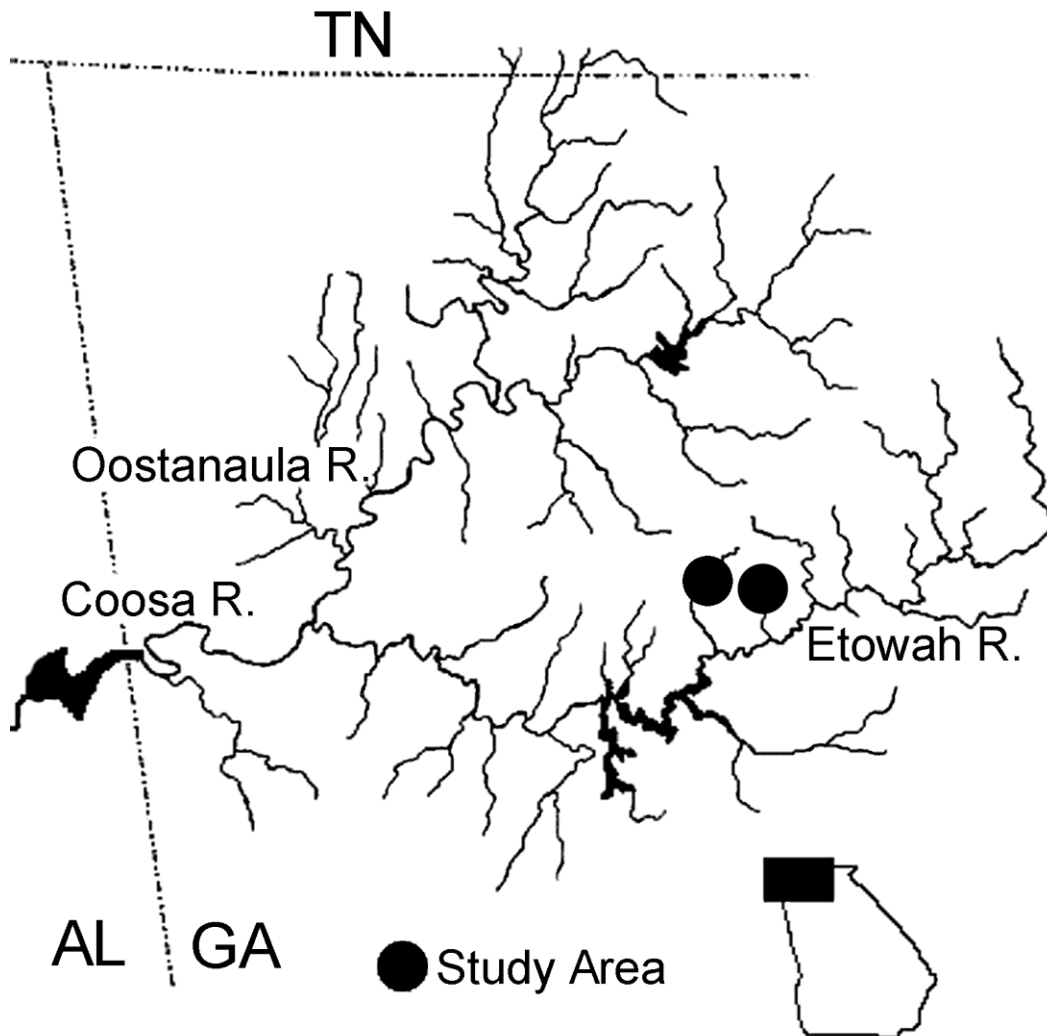 TN
Oostanaula R.
Coosa R.
Etowah R.
AL GA
Study Area